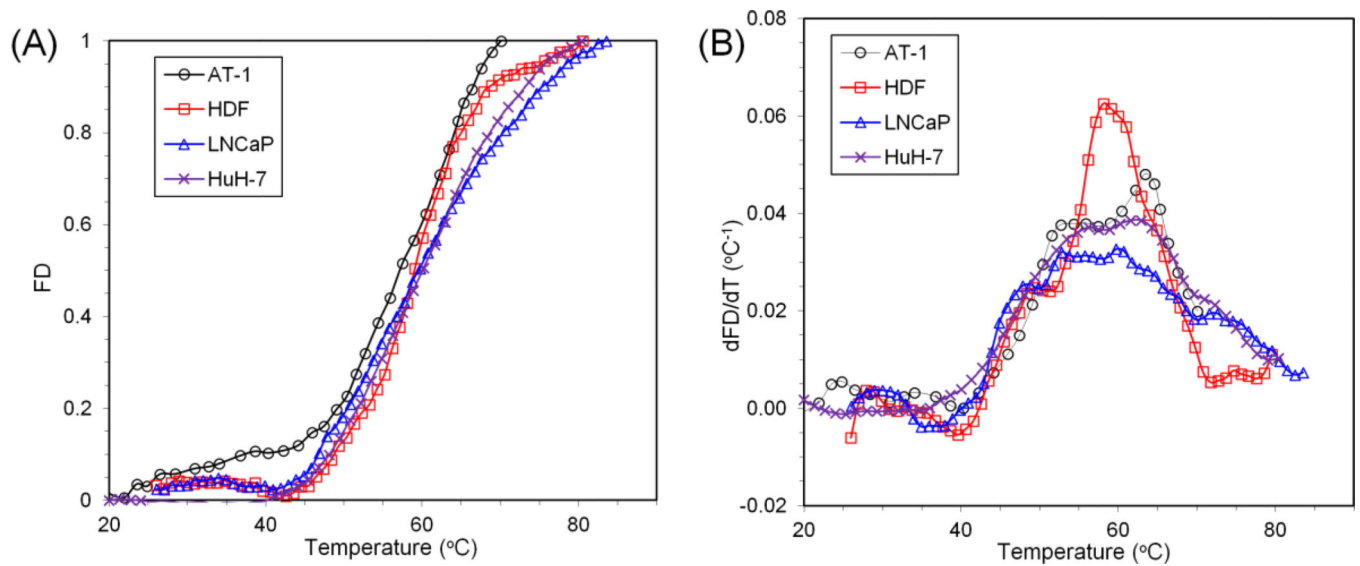 (A)
1
0.8
0.6
0.4
0.2
0
FD
AT-1
HDF
LNCaP
HuH-7
20 40 60 80
Temperature (°C)
(B)
0.08
0.06
0.04
0.02
0.00
-0.02
dFD/dT (°C⁻¹)
AT-1
HDF
LNCaP
HuH-7
20 40 60 80
Temperature (°C)